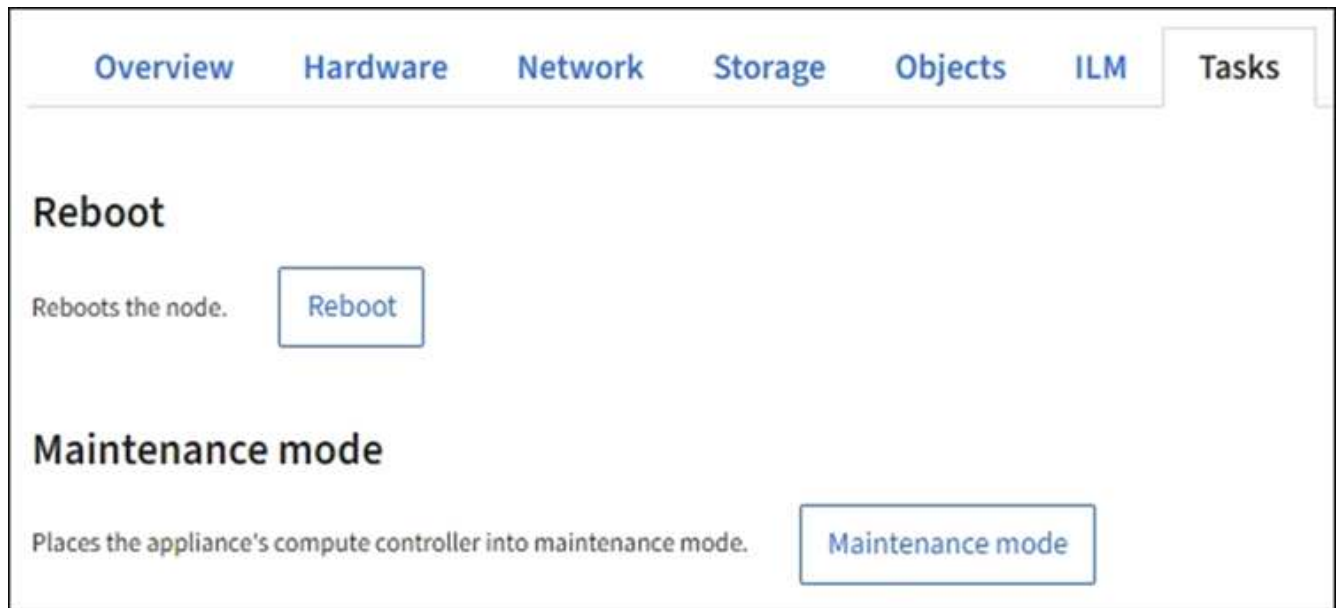 Overview Hardware Network Storage Objects ILM Tasks
Reboot
Reboots the node. Reboot
Maintenance mode
Places the appliance's compute controller into maintenance mode. Maintenance mode